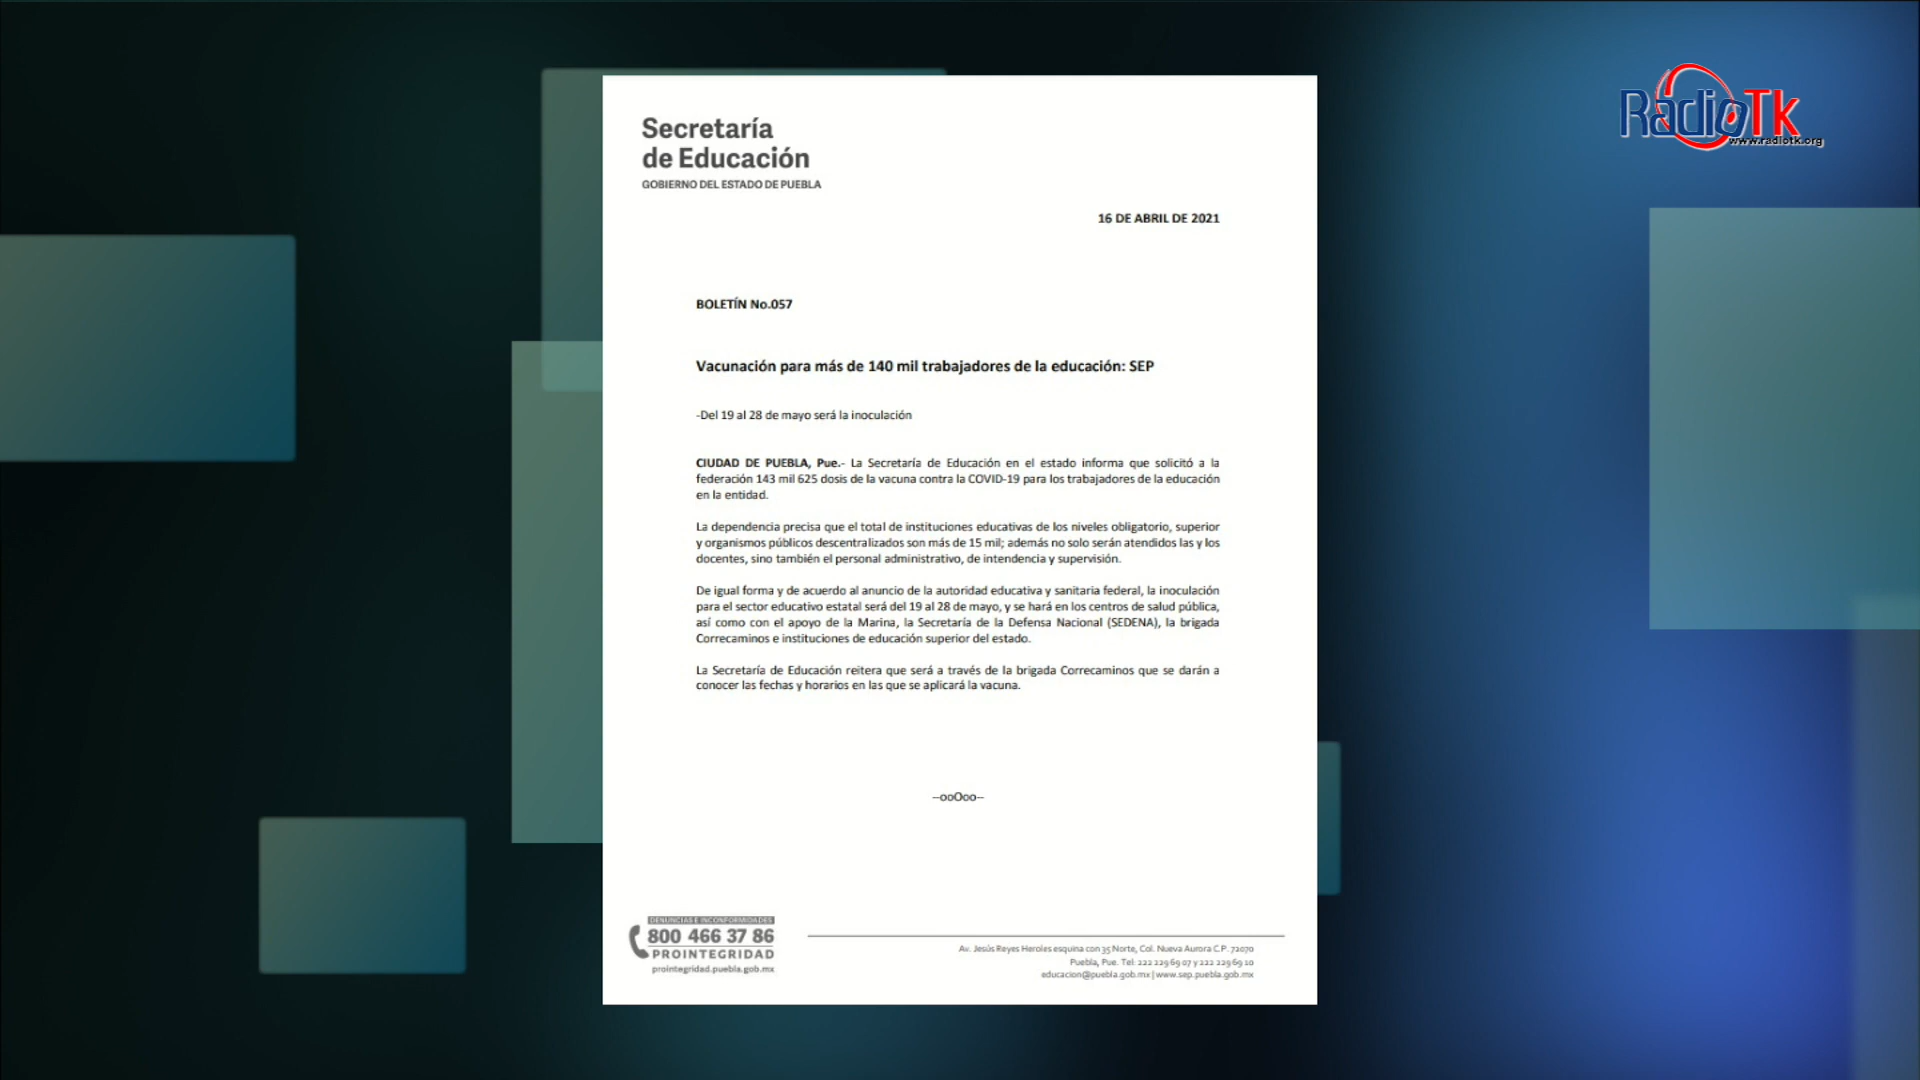 RadioTk
www.radiotk.org
Secretaría
de Educación
GOBIERNO DEL ESTADO DE PUEBLA
16 DE ABRIL DE 2021
BOLETÍN No.057
Vacunación para más de 140 mil trabajadores de la educación: SEP
-Del 19 al 28 de mayo será la inoculación
CIUDAD DE PUEBLA, Pue.- La Secretaría de Educación en el estado informa que solicitó a la
federación 143 mil 625 dosis de la vacuna contra la COVID-19 para los trabajadores de la educación
en la entidad.
La dependencia precisa que el total de instituciones educativas de los niveles obligatorio, superior
y organismos públicos descentralizados son más de 15 mil; además no solo serán atendidos las y los
docentes, sino también el personal administrativo, de intendencia y supervisión.
De igual forma y de acuerdo al anuncio de la autoridad educativa y sanitaria federal, la inoculación
para el sector educativo estatal será del 19 al 28 de mayo, y se hará en los centros de salud pública,
así como con el apoyo de la Marina, la Secretaría de la Defensa Nacional (SEDENA), la brigada
Correcaminos e instituciones de educación superior del estado.
La Secretaría de Educación reitera que será a través de la brigada Correcaminos que se darán a
conocer las fechas y horarios en las que se aplicará la vacuna.
--ooOoo--
DENUNCIAS E INCONFORMIDADES
800 466 37 86
PROINTEGRIDAD
prointegridad.puebla.gob.mx
Av. Jesús Reyes Heroles esquina con 35 Norte, Col. Nueva Aurora C.P. 72070
Puebla, Pue. Tel: 222 229 69 07 y 222 229 69 10
educacion@puebla.gob.mx | www.sep.puebla.gob.mx